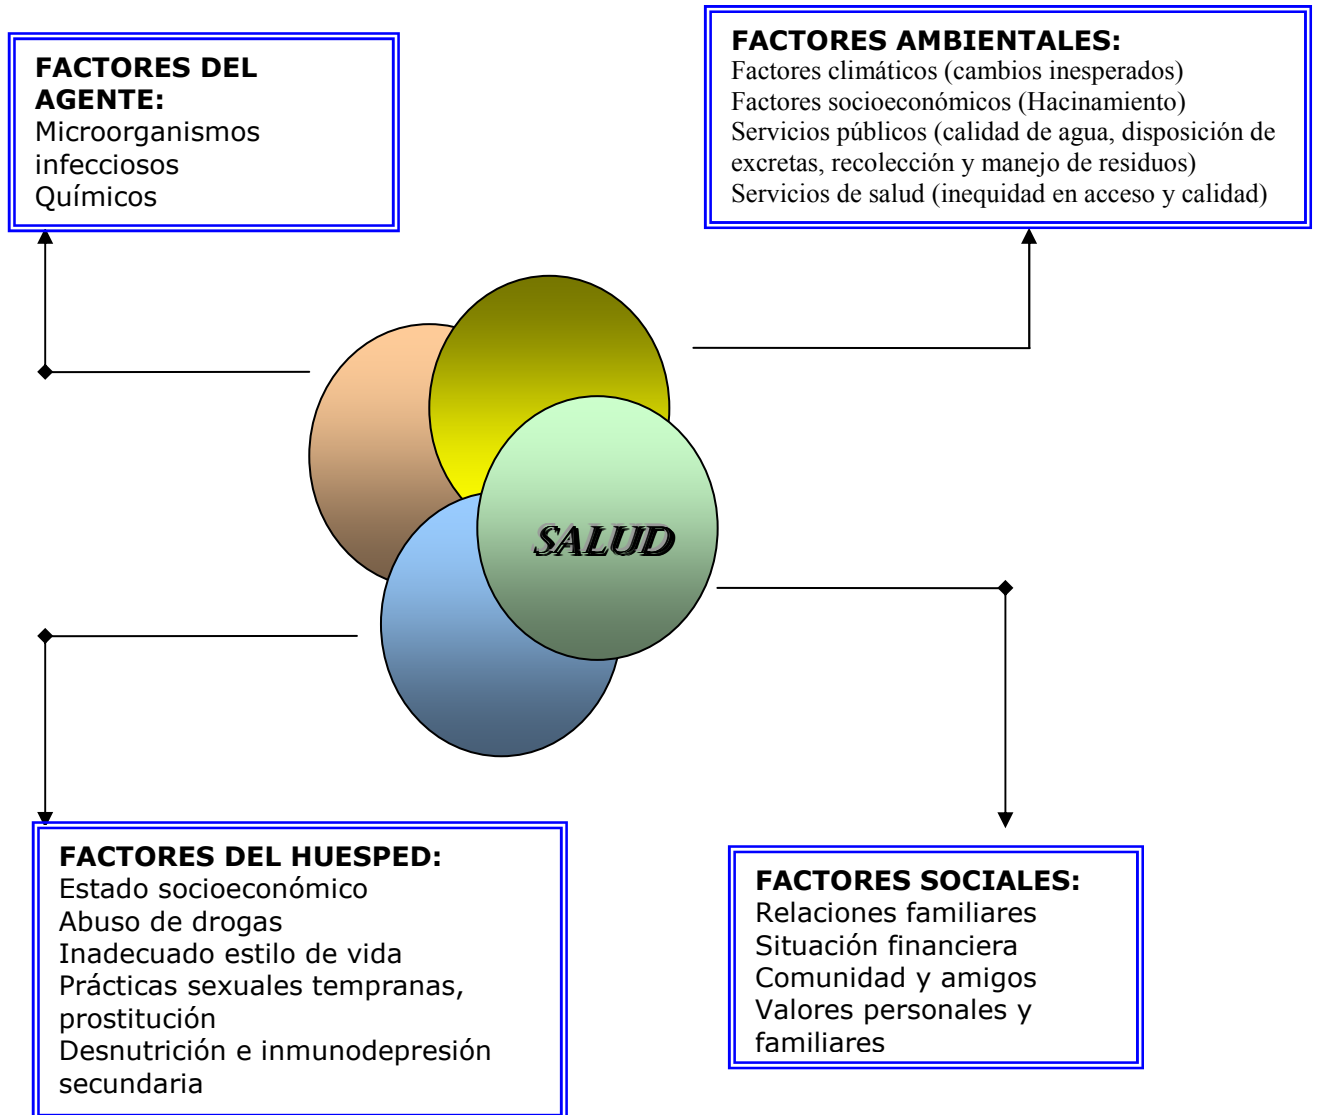 FACTORES DEL
AGENTE:
Microorganismos
infecciosos
Químicos
FACTORES AMBIENTALES:
Factores climáticos (cambios inesperados)
Factores socioeconómicos (Hacinamiento)
Servicios públicos (calidad de agua, disposición de
excretas, recolección y manejo de residuos)
Servicios de salud (inequidad en acceso y calidad)
SALUD
FACTORES DEL HUESPED:
Estado socioeconómico
Abuso de drogas
Inadecuado estilo de vida
Prácticas sexuales tempranas,
prostitución
Desnutrición e inmunodepresión
secundaria
FACTORES SOCIALES:
Relaciones familiares
Situación financiera
Comunidad y amigos
Valores personales y
familiares